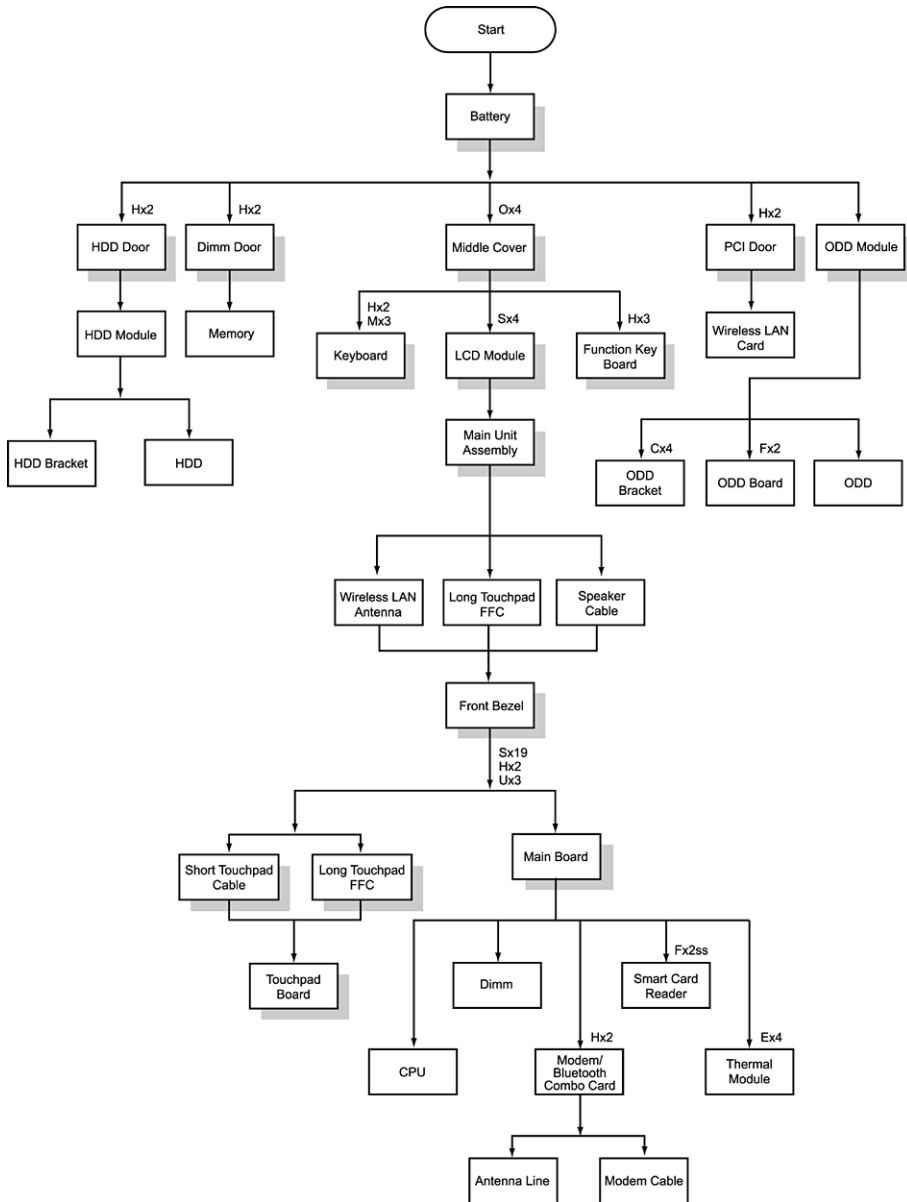 Start
Battery
Hx2
Hx2
Ox4
Hx2
HDD Door
Dimm Door
Middle Cover
PCI Door
ODD Module
Hx2
Mx3
Sx4
Hx3
HDD Module
Memory
Keyboard
LCD Module
Function Key
Board
Wireless LAN
Card
HDD Bracket
HDD
Main Unit
Assembly
Cx4
Fx2
ODD
Bracket
ODD Board
ODD
Wireless LAN
Antenna
Long Touchpad
FFC
Speaker
Cable
Front Bezel
Sx19
Hx2
Ux3
Short Touchpad
Cable
Long Touchpad
FFC
Main Board
Touchpad
Board
Dimm
Fx2ss
Smart Card
Reader
Hx2
Ex4
CPU
Modem/
Bluetooth
Combo Card
Thermal
Module
Antenna Line
Modem Cable